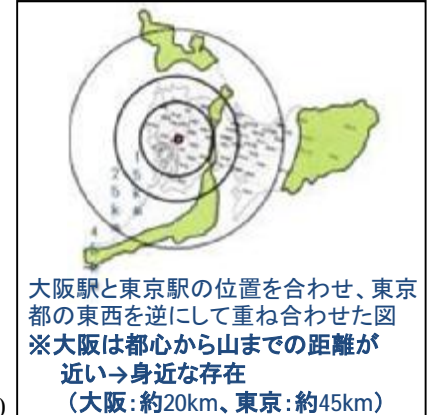 15km
25km
大阪駅と東京駅の位置を合わせ、東京
都の東西を逆にして重ね合わせた図
※大阪は都心から山までの距離が
近い→身近な存在
(大阪：約20km、東京：約45km)
)